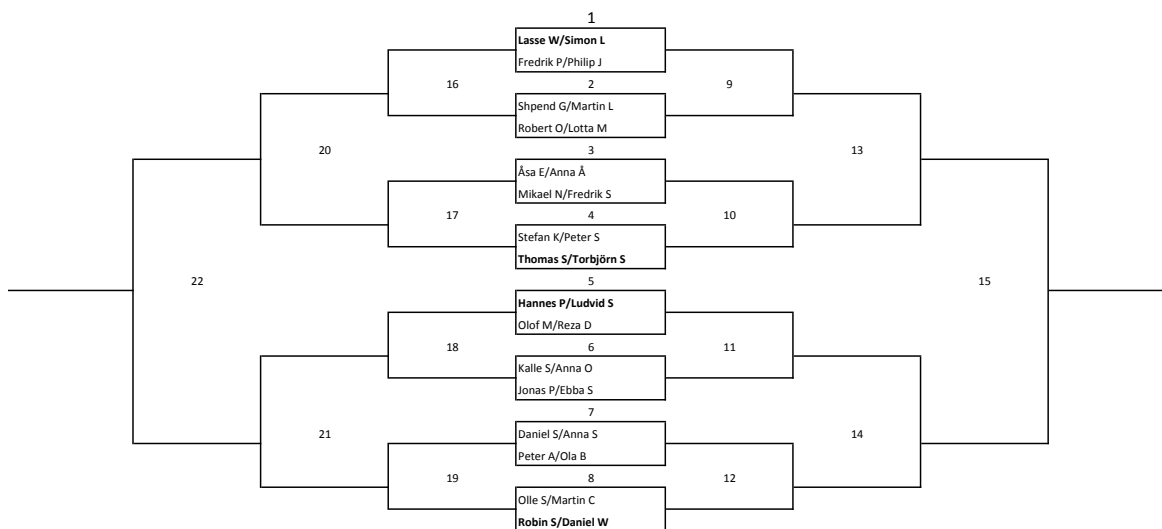 1
Lasse W/Simon L
Fredrik P/Philip J
16
9
2
Shpend G/Martin L
Robert O/Lotta M
20
13
3
Åsa E/Anna Å
Mikael N/Fredrik S
17
10
4
Stefan K/Peter S
Thomas S/Torbjörn S
22
15
5
Hannes P/Ludvid S
Olof M/Reza D
18
11
6
Kalle S/Anna O
Jonas P/Ebba S
21
14
7
Daniel S/Anna S
Peter A/Ola B
19
12
8
Olle S/Martin C
Robin S/Daniel W